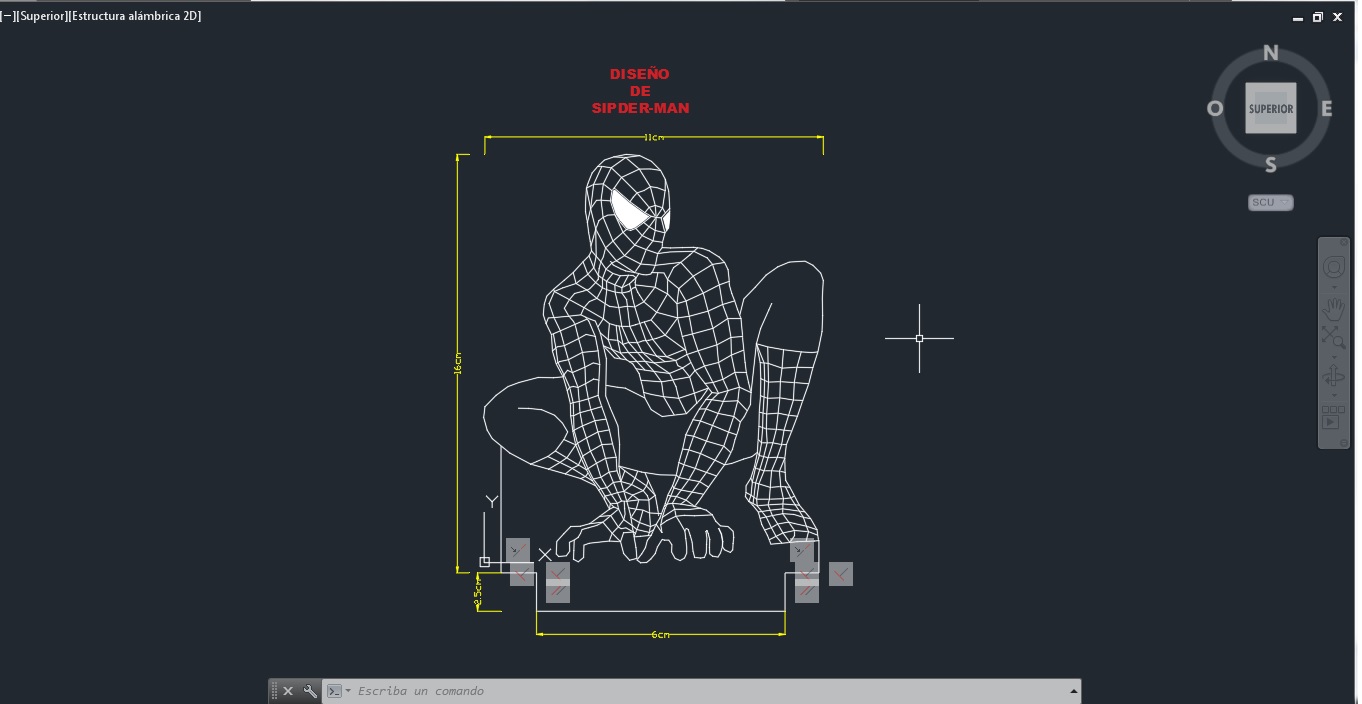 [−][Superior][Estructura alámbrica 2D]
DISEÑO
DE
SIPDER-MAN
11cm
N
O
SUPERIOR
E
S
SCU
16cm
Y
X
2.5cm
6cm
Escriba un comando